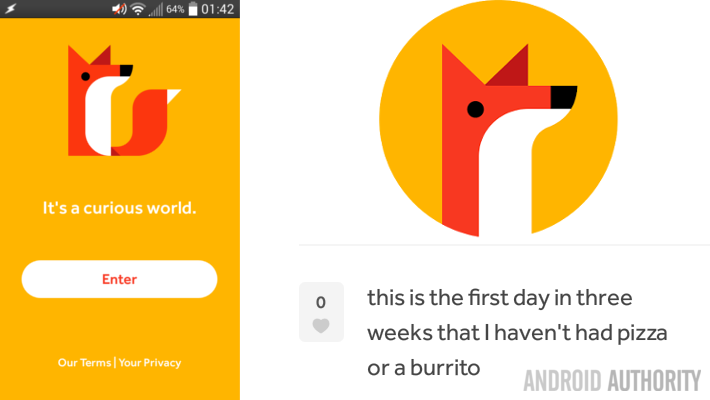 64% 01:42
It's a curious world.
Enter
Our Terms | Your Privacy
0
this is the first day in three
weeks that I haven't had pizza
or a burrito
ANDROID AUTHORITY